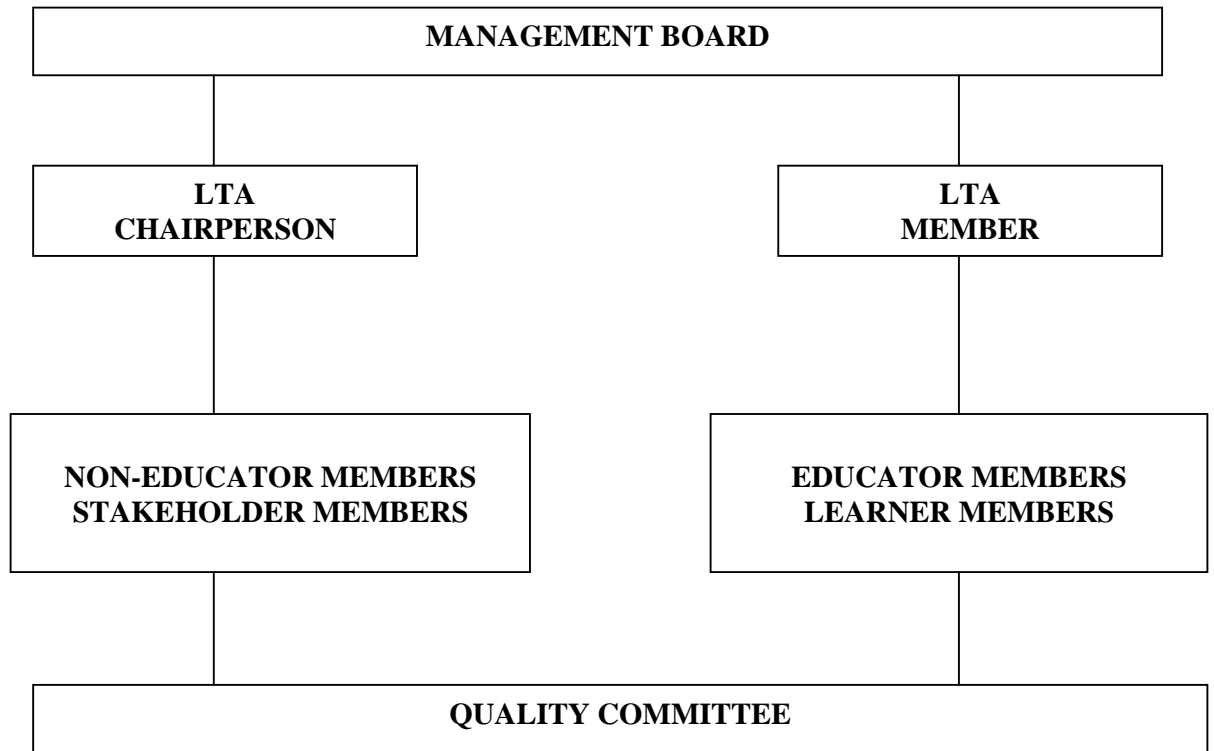 MANAGEMENT BOARD
LTA
CHAIRPERSON
LTA
MEMBER
NON-EDUCATOR MEMBERS
STAKEHOLDER MEMBERS
EDUCATOR MEMBERS
LEARNER MEMBERS
QUALITY COMMITTEE